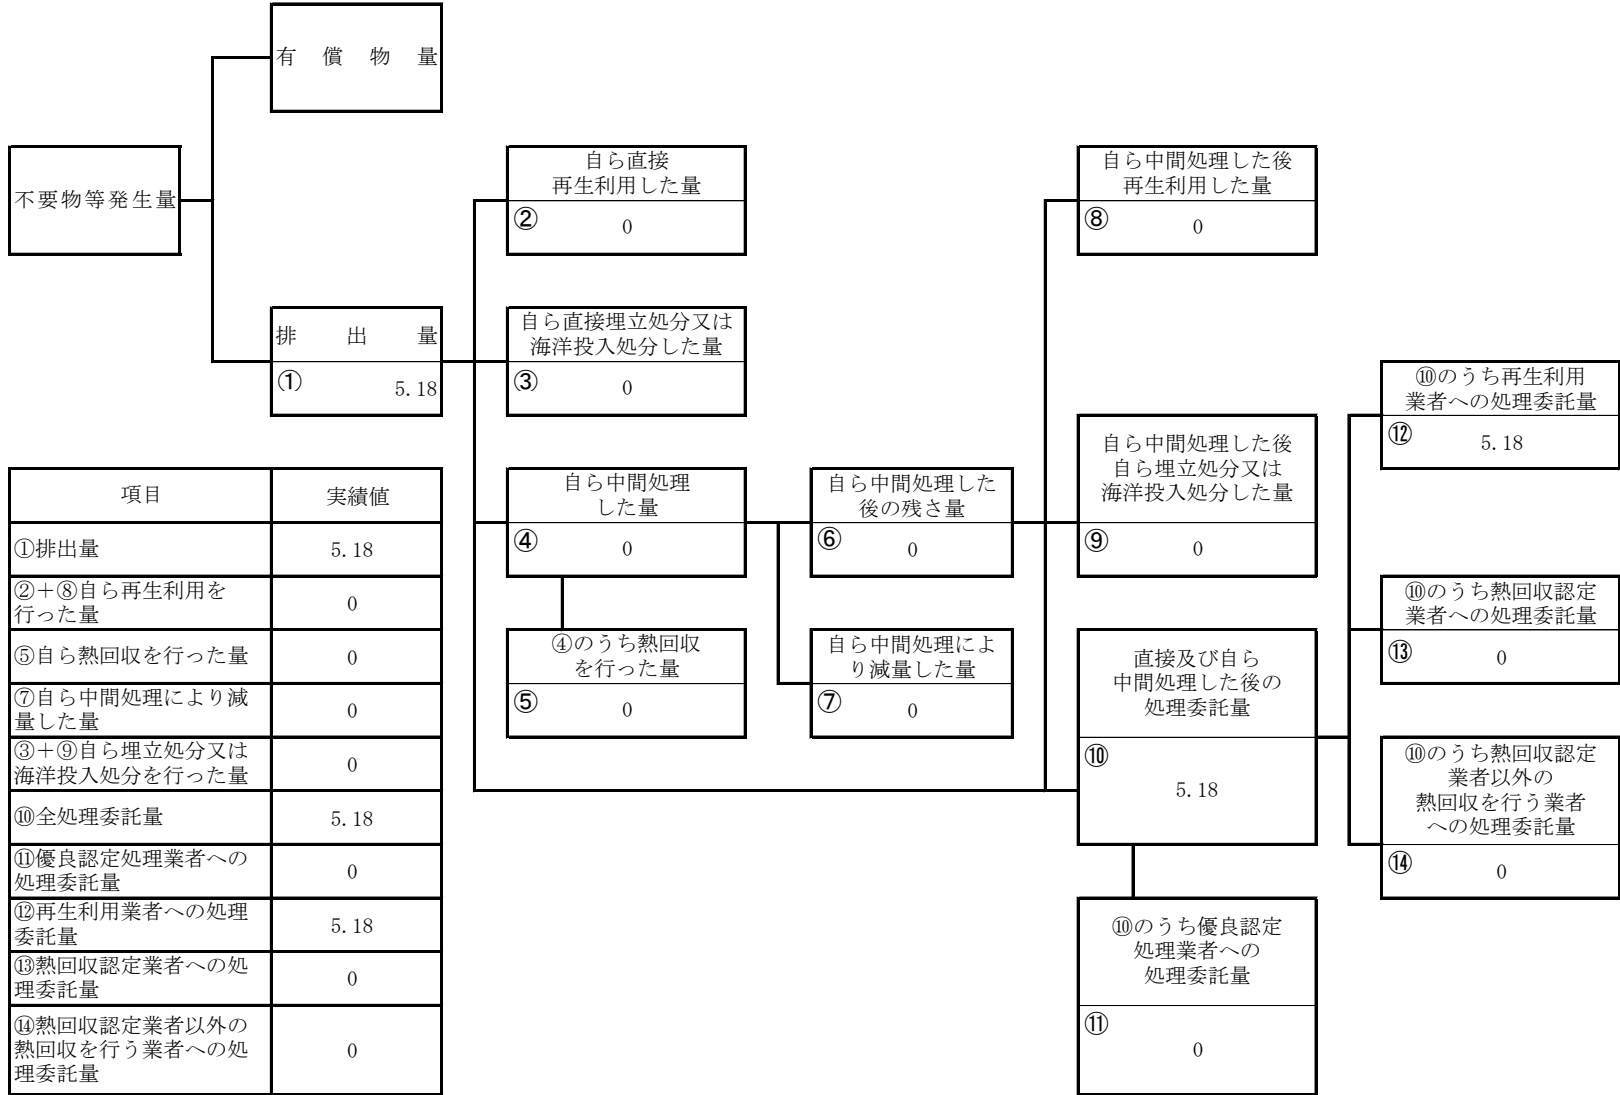 有償物量
不要物等発生量
排出量
① 5.18
自ら直接
再生利用した量
② 0
自ら直接埋立処分又は
海洋投入処分した量
③ 0
自ら中間処理
した量
④ 0
④のうち熱回収
を行った量
⑤ 0
自ら中間処理した
後の残さ量
⑥ 0
自ら中間処理によ
り減量した量
⑦ 0
自ら中間処理した後
再生利用した量
⑧ 0
自ら中間処理した後
自ら埋立処分又は
海洋投入処分した量
⑨ 0
直接及び自ら
中間処理した後の
処理委託量
⑩
5.18
⑩のうち優良認定
処理業者への
処理委託量
⑪
0
⑩のうち再生利用
業者への処理委託量
⑫ 5.18
⑩のうち熱回収認定
業者への処理委託量
⑬ 0
⑩のうち熱回収認定
業者以外の
熱回収を行う業者
への処理委託量
⑭ 0
項目 実績値
①排出量 5.18
②＋⑧自ら再生利用を
行った量 0
⑤自ら熱回収を行った量 0
⑦自ら中間処理により減
量した量 0
③＋⑨自ら埋立処分又は
海洋投入処分を行った量 0
⑩全処理委託量 5.18
⑪優良認定処理業者への
処理委託量 0
⑫再生利用業者への処理
委託量 5.18
⑬熱回収認定業者への処
理委託量 0
⑭熱回収認定業者以外の
熱回収を行う業者への処
理委託量 0